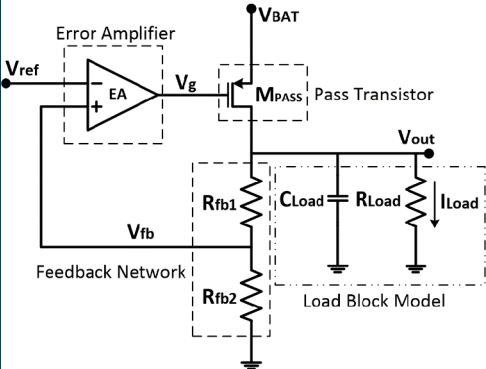 VBAT
Error Amplifier
Vref
−
EA
+
Vg
MPASS
Pass Transistor
Vout
Rfb1
CLoad
RLoad
ILoad
Vfb
Feedback Network
Rfb2
Load Block Model